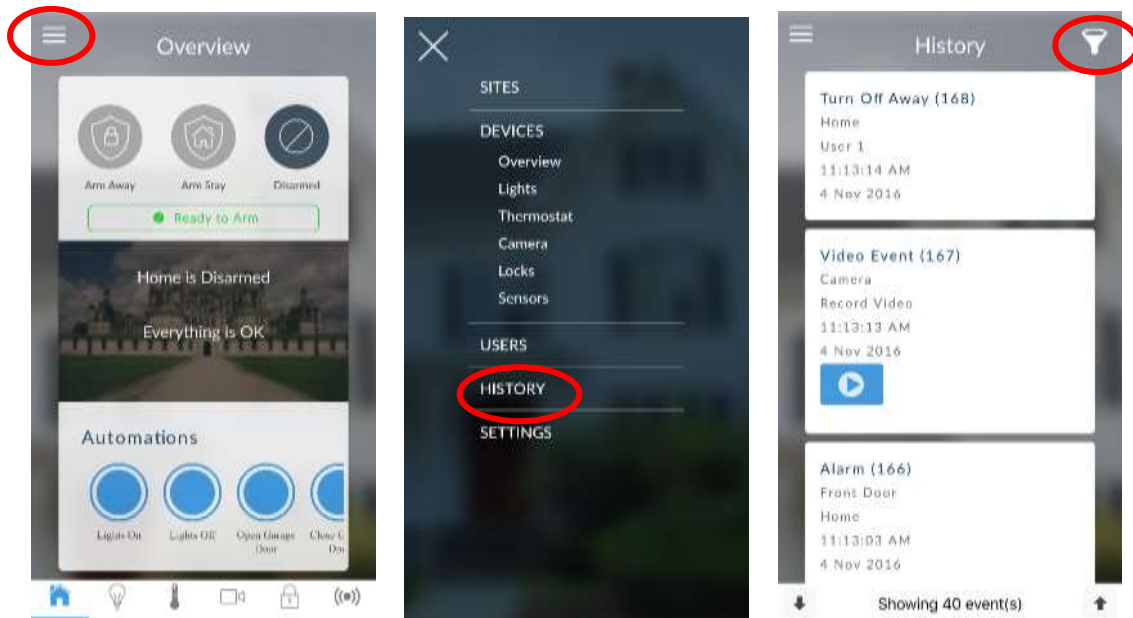 Overview
Arm Away
Arm Stay
Disarmed
Ready to Arm
Home is Disarmed
Everything is OK
Automations
Lights On
Lights Off
Open Garage
Door
SITES
DEVICES
Overview
Lights
Thermostat
Camera
Locks
Sensors
USERS
HISTORY
SETTINGS
History
Turn Off Away (168)
Home
User 1
11:13:14 AM
4 Nov 2016
Video Event (167)
Camera
Record Video
11:13:13 AM
4 Nov 2016
Alarm (166)
Front Door
Home
11:13:03 AM
4 Nov 2016
Showing 40 event(s)